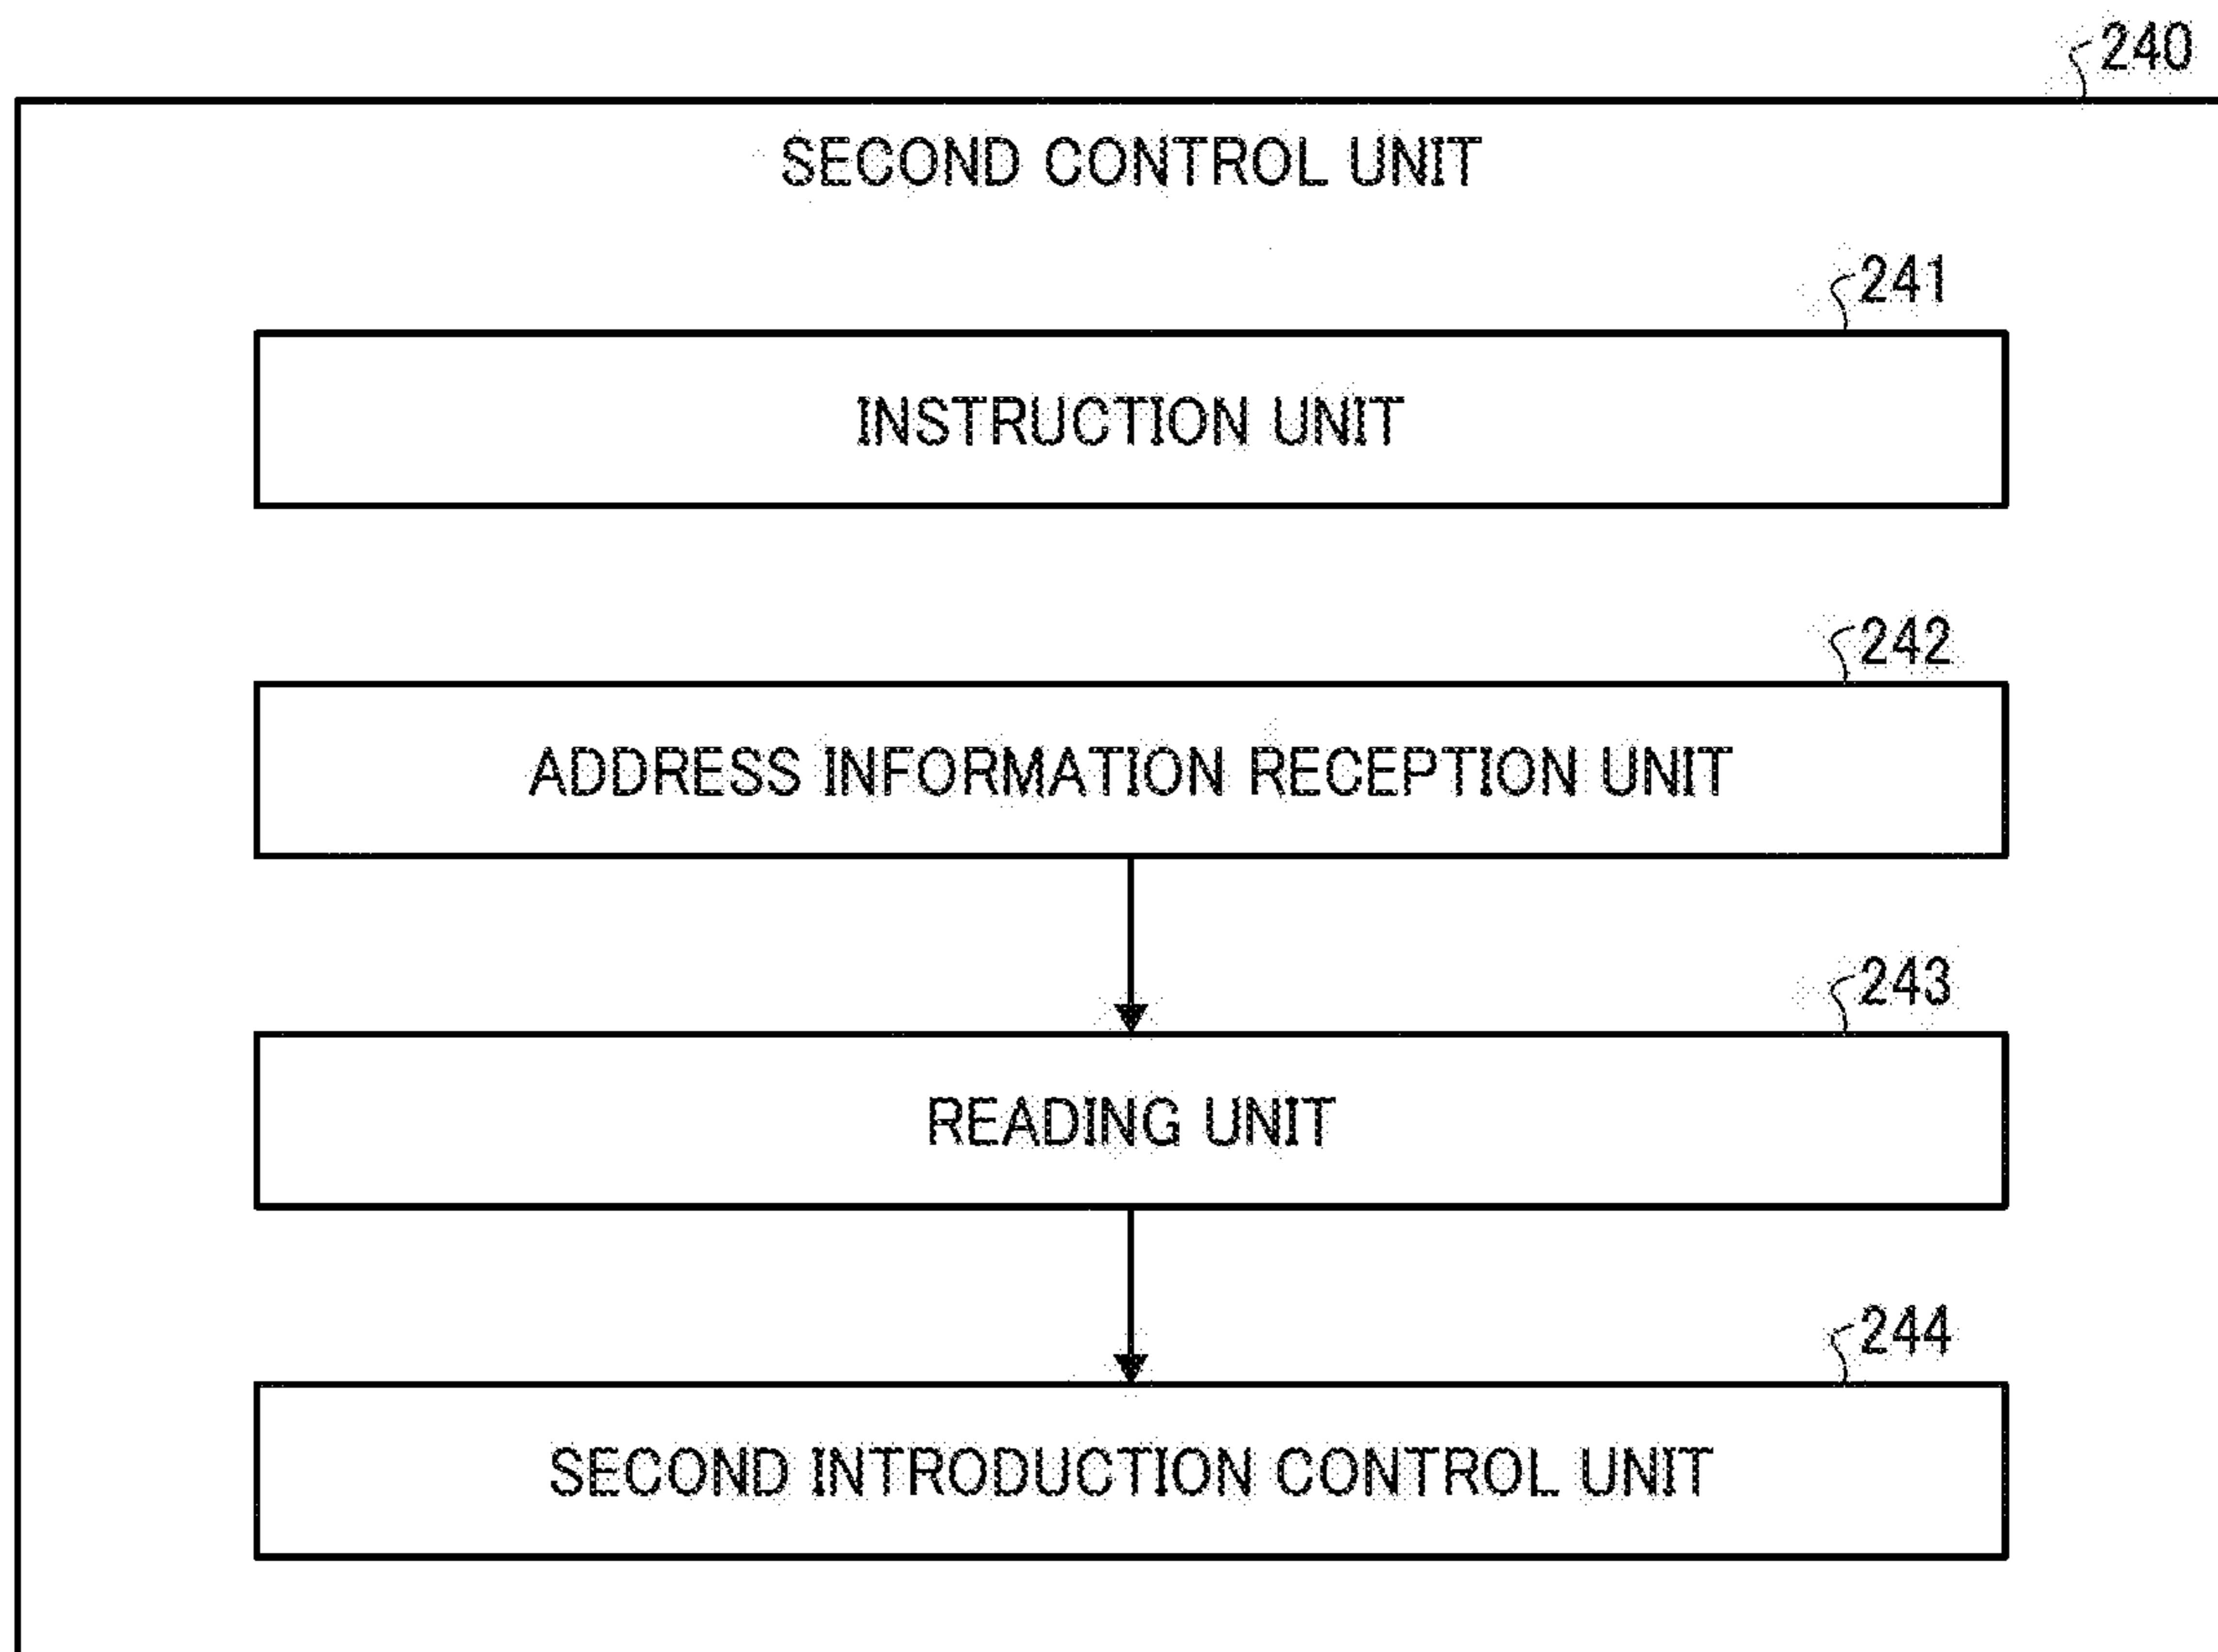 240
SECOND CONTROL UNIT
241
INSTRUCTION UNIT
242
ADDRESS INFORMATION RECEPTION UNIT
243
READING UNIT
244
SECOND INTRODUCTION CONTROL UNIT